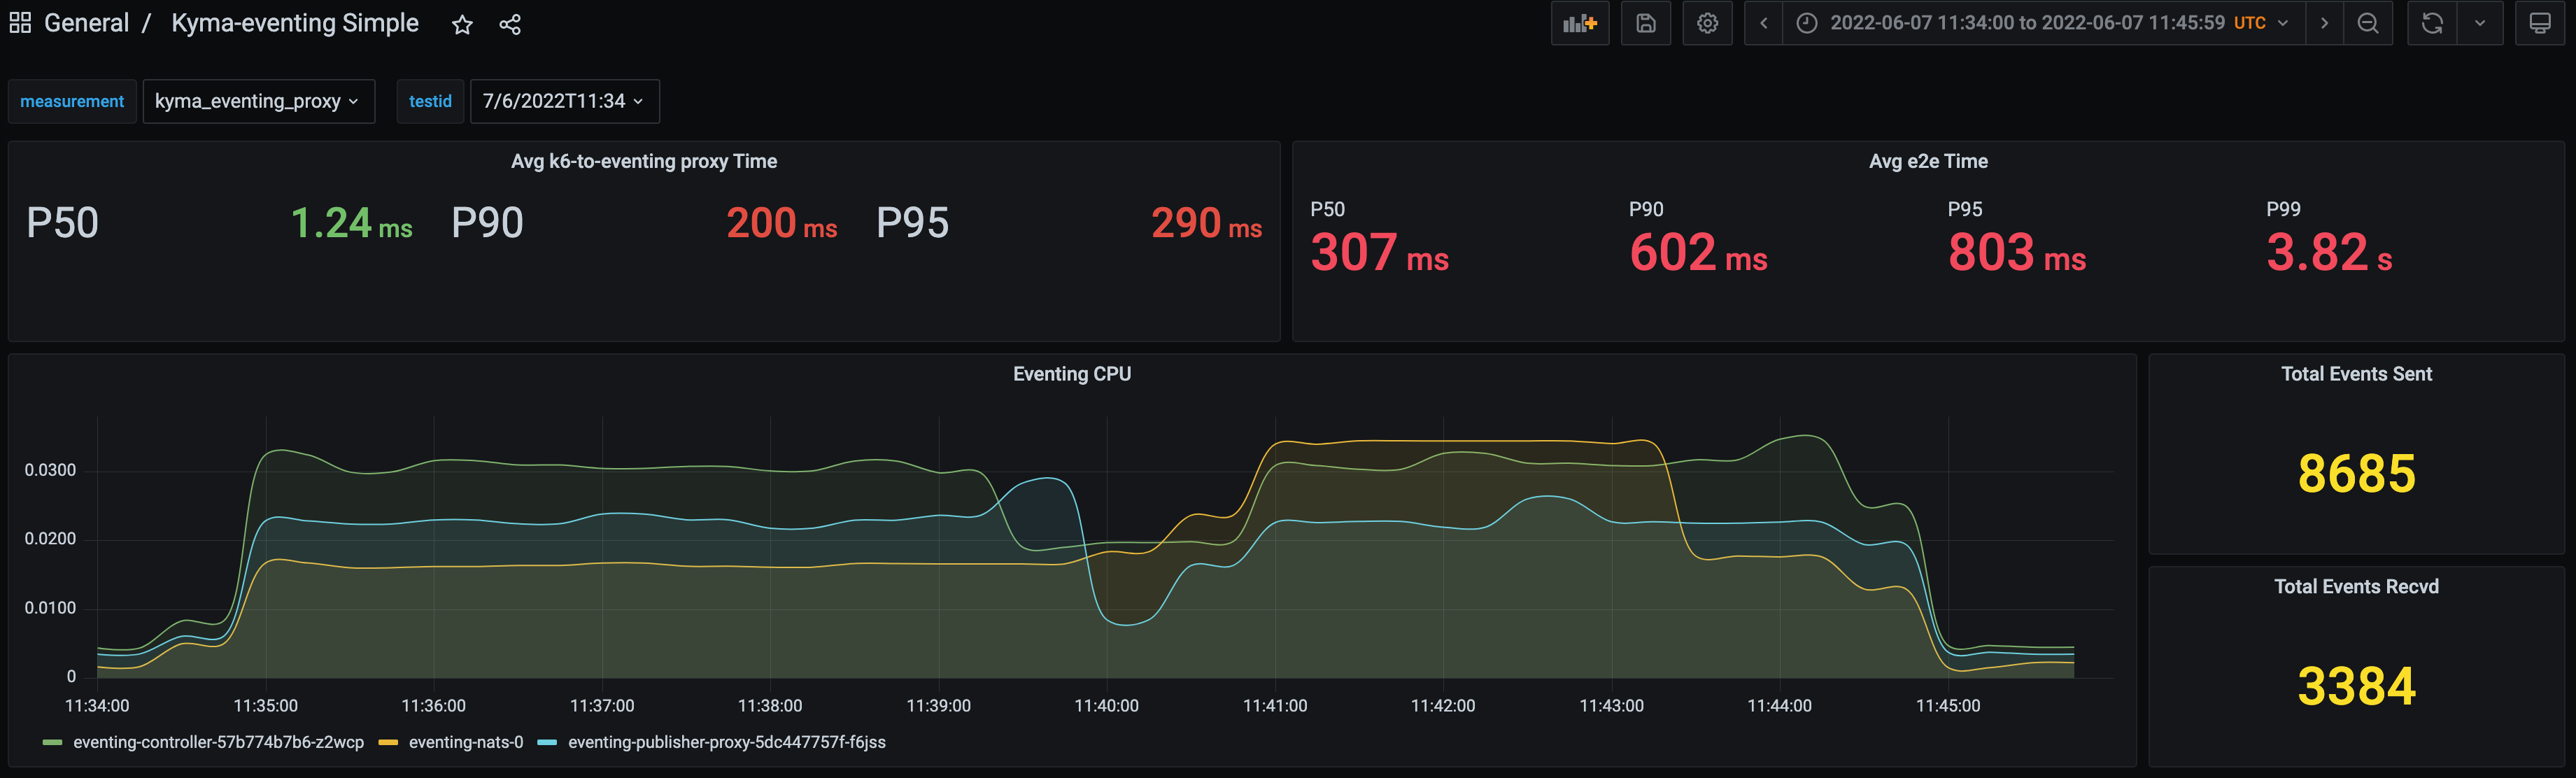 General / Kyma-eventing Simple
2022-06-07 11:34:00 to 2022-06-07 11:45:59 UTC
measurement kyma_eventing_proxy testid 7/6/2022T11:34
Avg k6-to-eventing proxy Time
P50 1.24 ms P90 200 ms P95 290 ms
Avg e2e Time
P50 P90 P95 P99
307 ms 602 ms 803 ms 3.82 s
Eventing CPU
0.0300
0.0200
0.0100
0
11:34:00 11:35:00 11:36:00 11:37:00 11:38:00 11:39:00 11:40:00 11:41:00 11:42:00 11:43:00 11:44:00 11:45:00
eventing-controller-57b774b7b6-z2wcp eventing-nats-0 eventing-publisher-proxy-5dc447757f-f6jss
Total Events Sent
8685
Total Events Recvd
3384